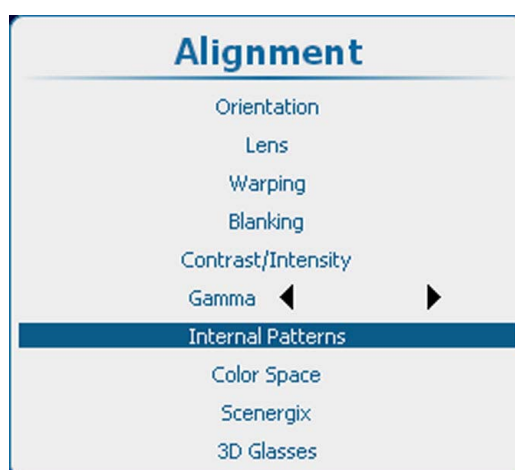 Alignment
Orientation
Lens
Warping
Blanking
Contrast/Intensity
Gamma
Internal Patterns
Color Space
Scenergix
3D Glasses